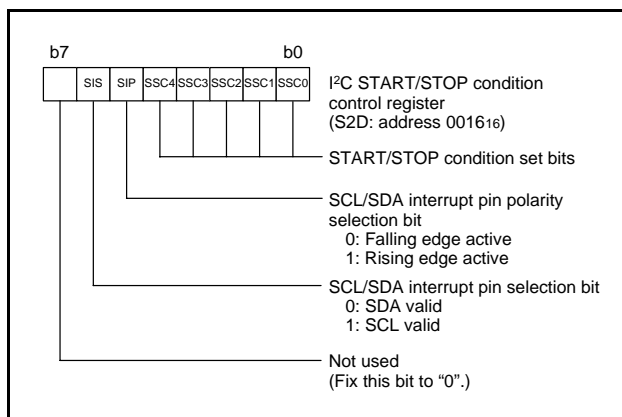 b7 b0
SIS SIP SSC4 SSC3 SSC2 SSC1 SSC0
I²C START/STOP condition
control register
(S2D: address 0016₁₆)
START/STOP condition set bits
SCL/SDA interrupt pin polarity
selection bit
0: Falling edge active
1: Rising edge active
SCL/SDA interrupt pin selection bit
0: SDA valid
1: SCL valid
Not used
(Fix this bit to “0”.)